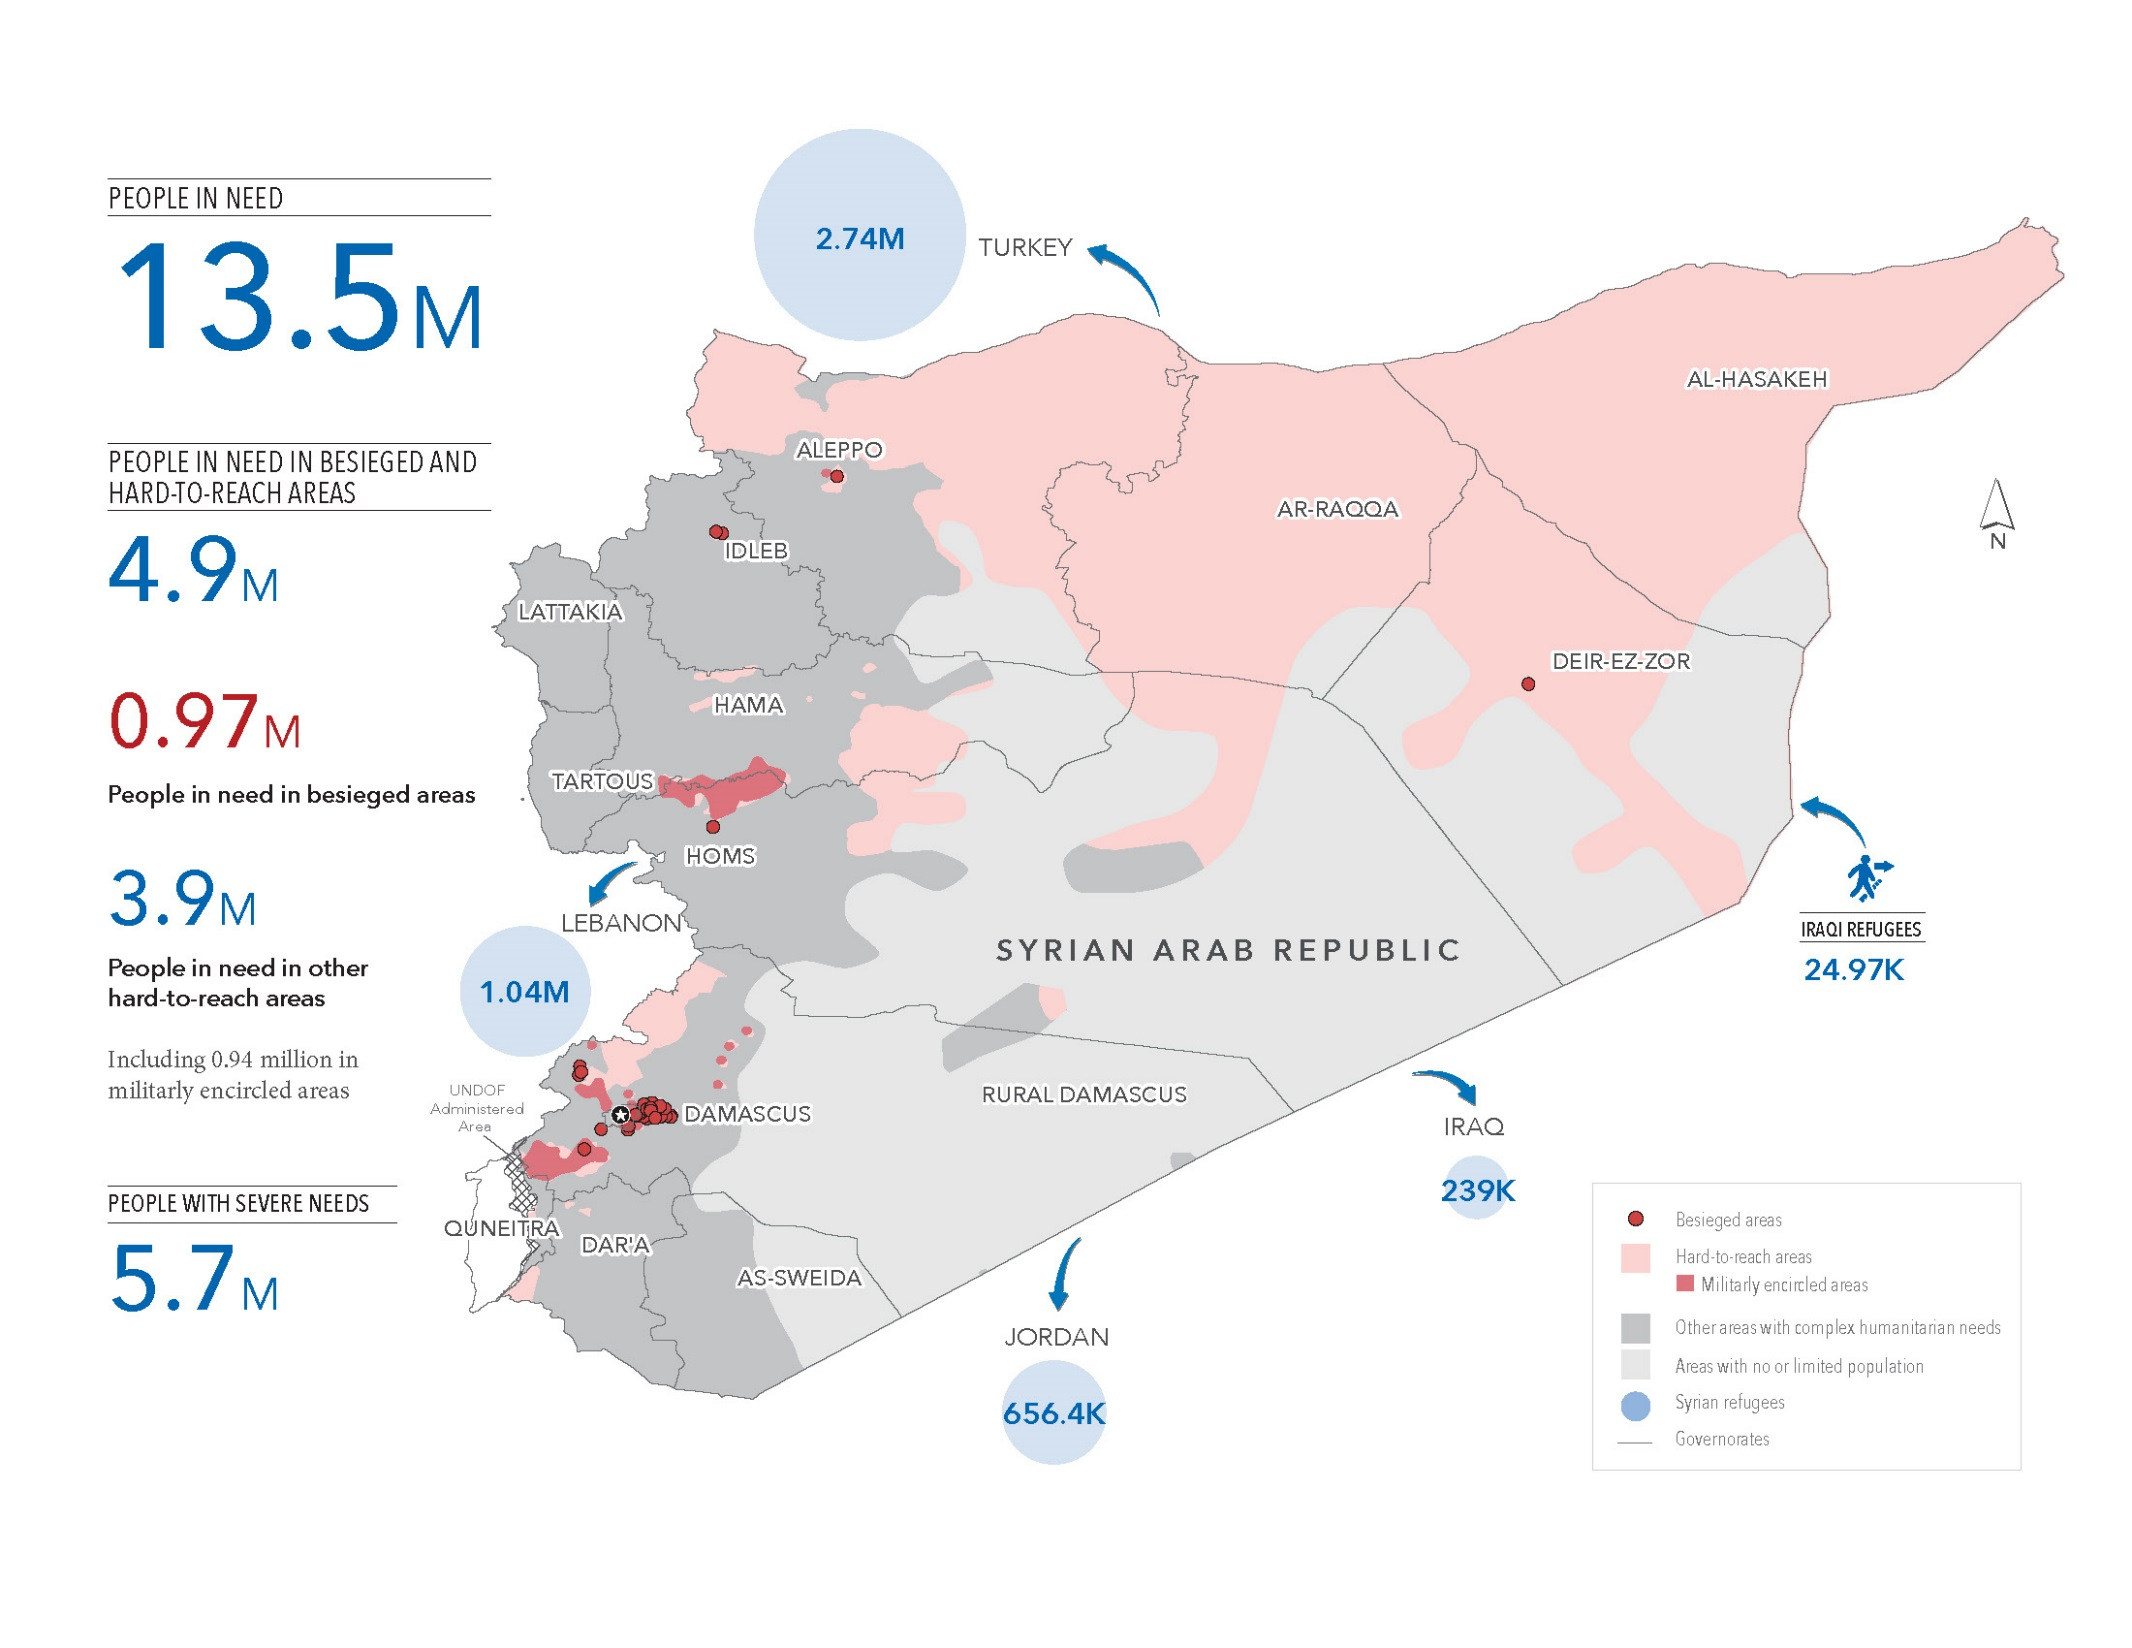 PEOPLE IN NEED
13.5M
PEOPLE IN NEED IN BESIEGED AND
HARD-TO-REACH AREAS
4.9M
0.97M
People in need in besieged areas
3.9M
People in need in other
hard-to-reach areas
Including 0.94 million in
militarly encircled areas
PEOPLE WITH SEVERE NEEDS
5.7M
2.74M
TURKEY
AL-HASAKEH
ALEPPO
AR-RAQQA
N
IDLEB
LATTAKIA
DEIR-EZ-ZOR
HAMA
TARTOUS
HOMS
LEBANON
1.04M
SYRIAN ARAB REPUBLIC
IRAQI REFUGEES
24.97K
UNDOF
Administered
Area
DAMASCUS
RURAL DAMASCUS
IRAQ
239K
QUNEITRA
DAR'A
AS-SWEIDA
JORDAN
656.4K
Besieged areas
Hard-to-reach areas
Militarly encircled areas
Other areas with complex humanitarian needs
Areas with no or limited population
Syrian refugees
Governorates